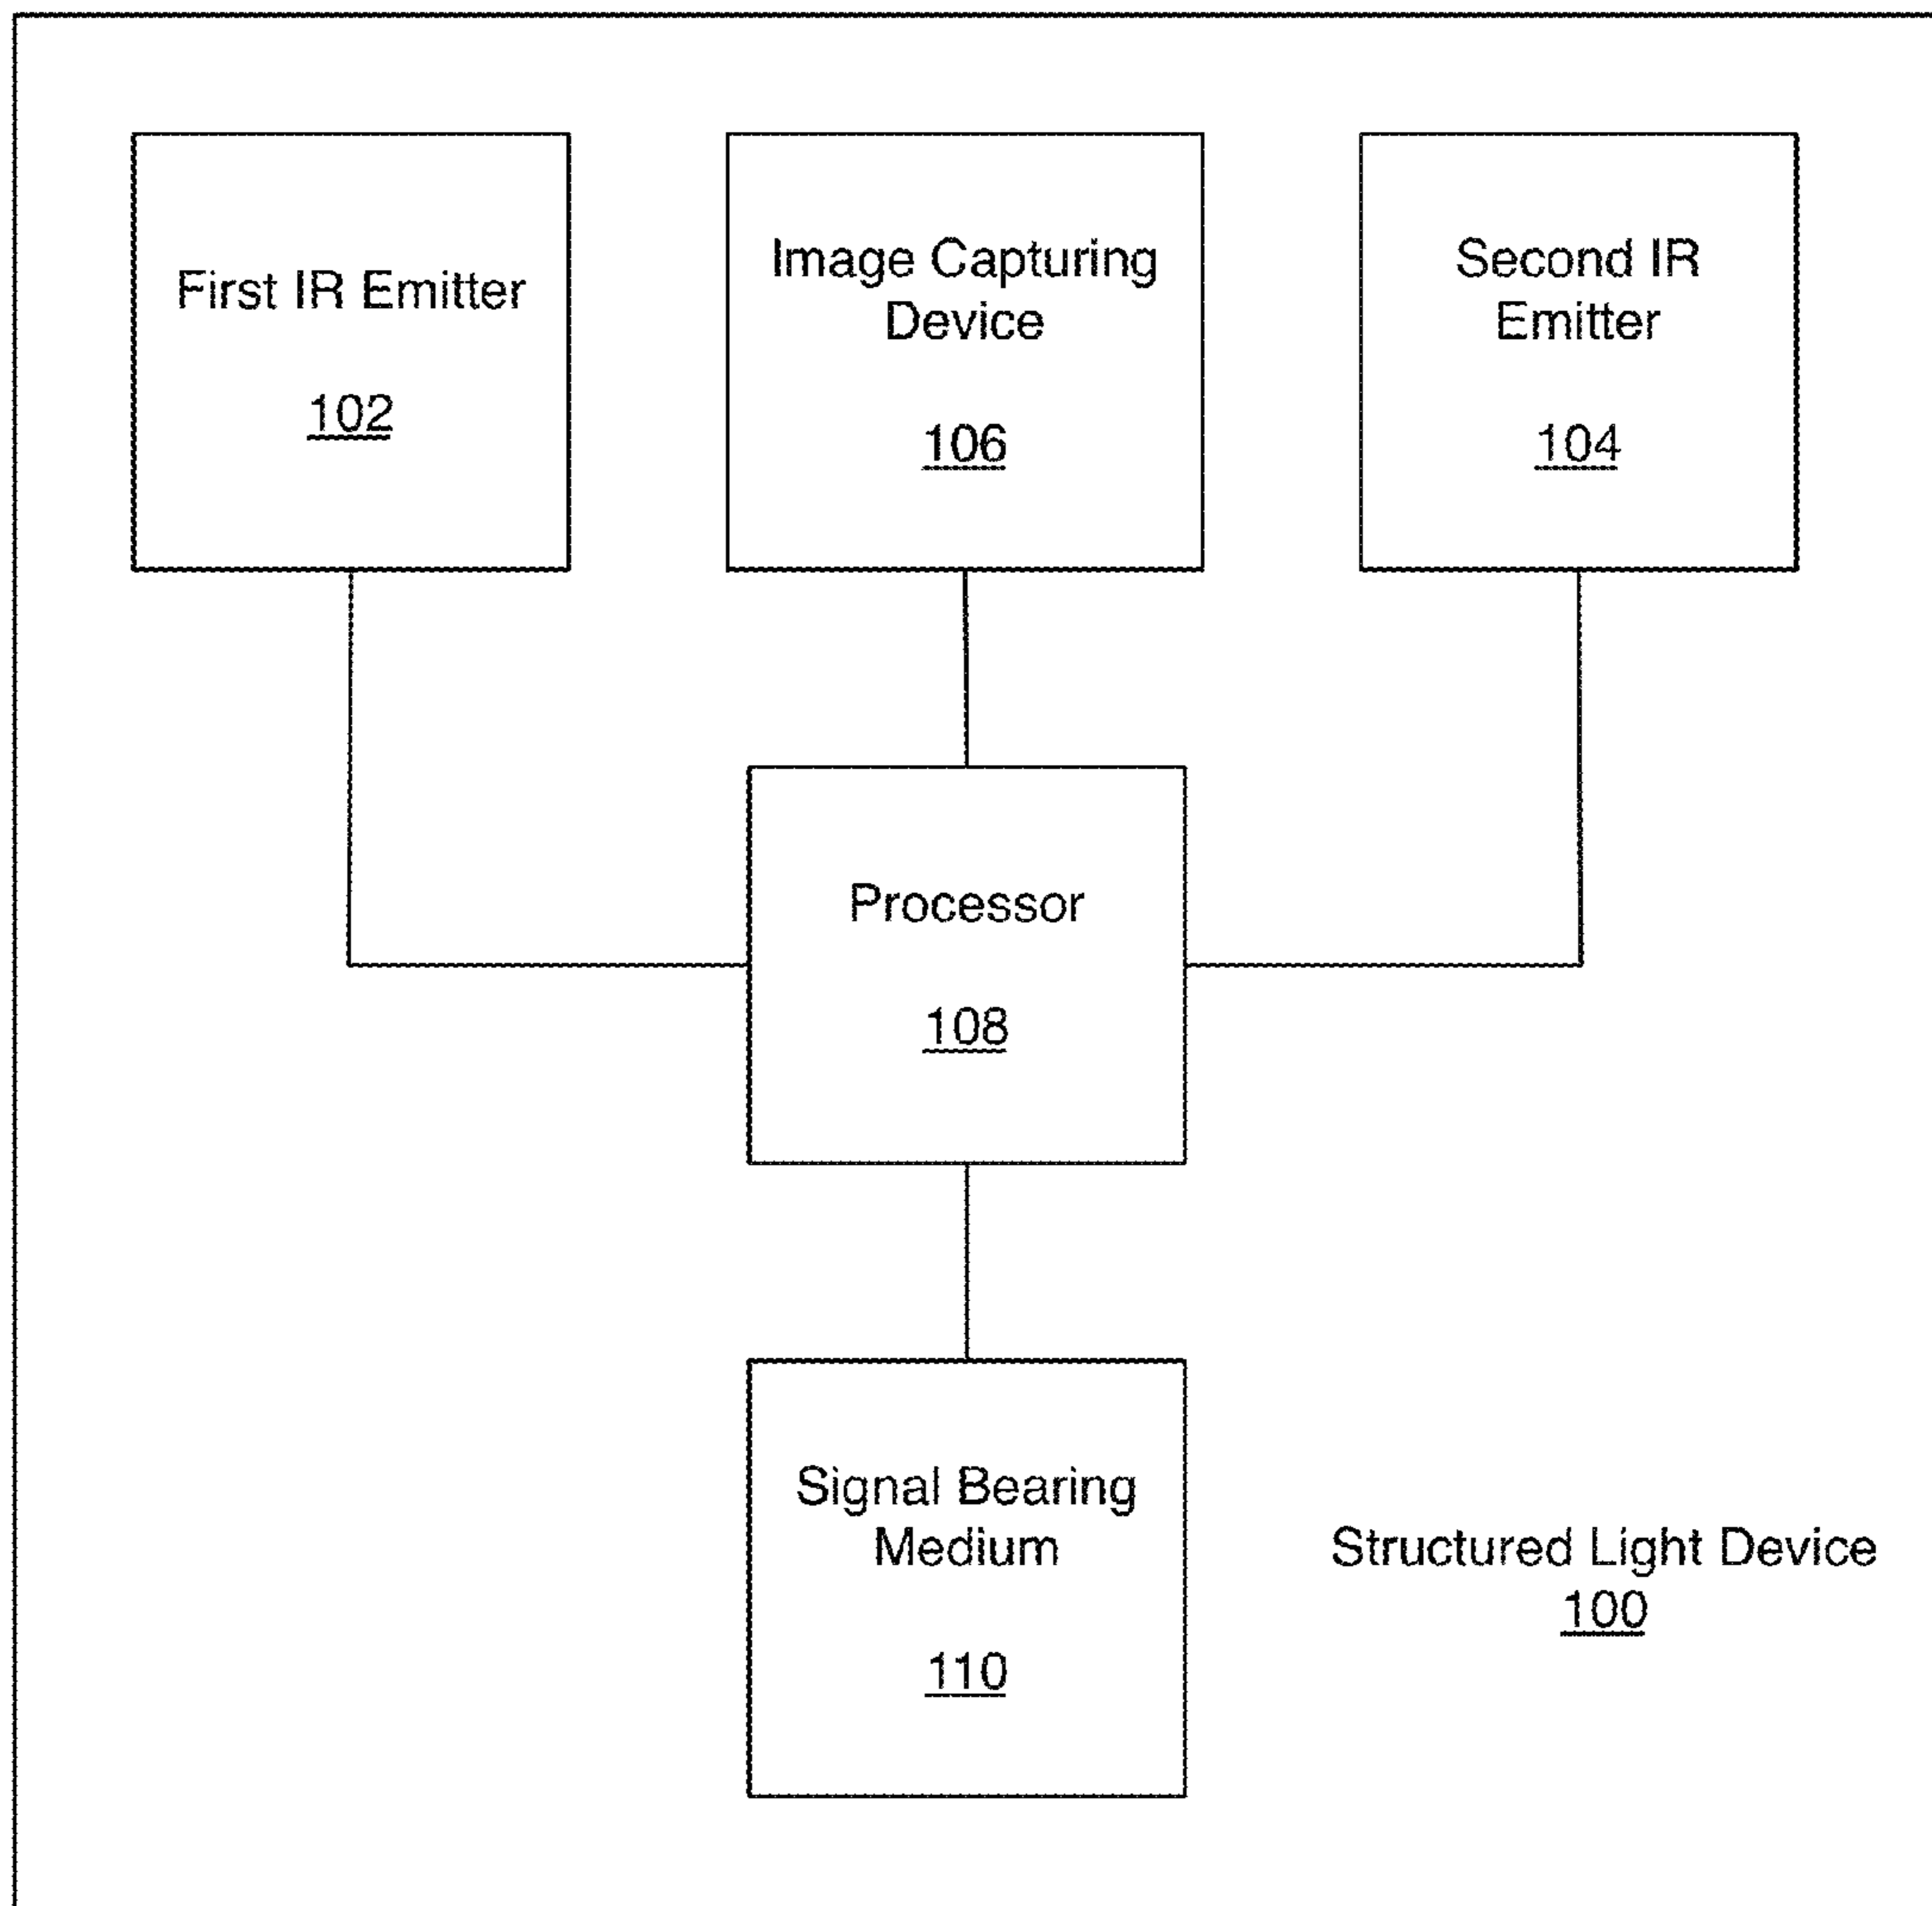 First IR Emitter
102
Image Capturing
Device
106
Second IR
Emitter
104
Processor
108
Signal Bearing
Medium
110
Structured Light Device
100